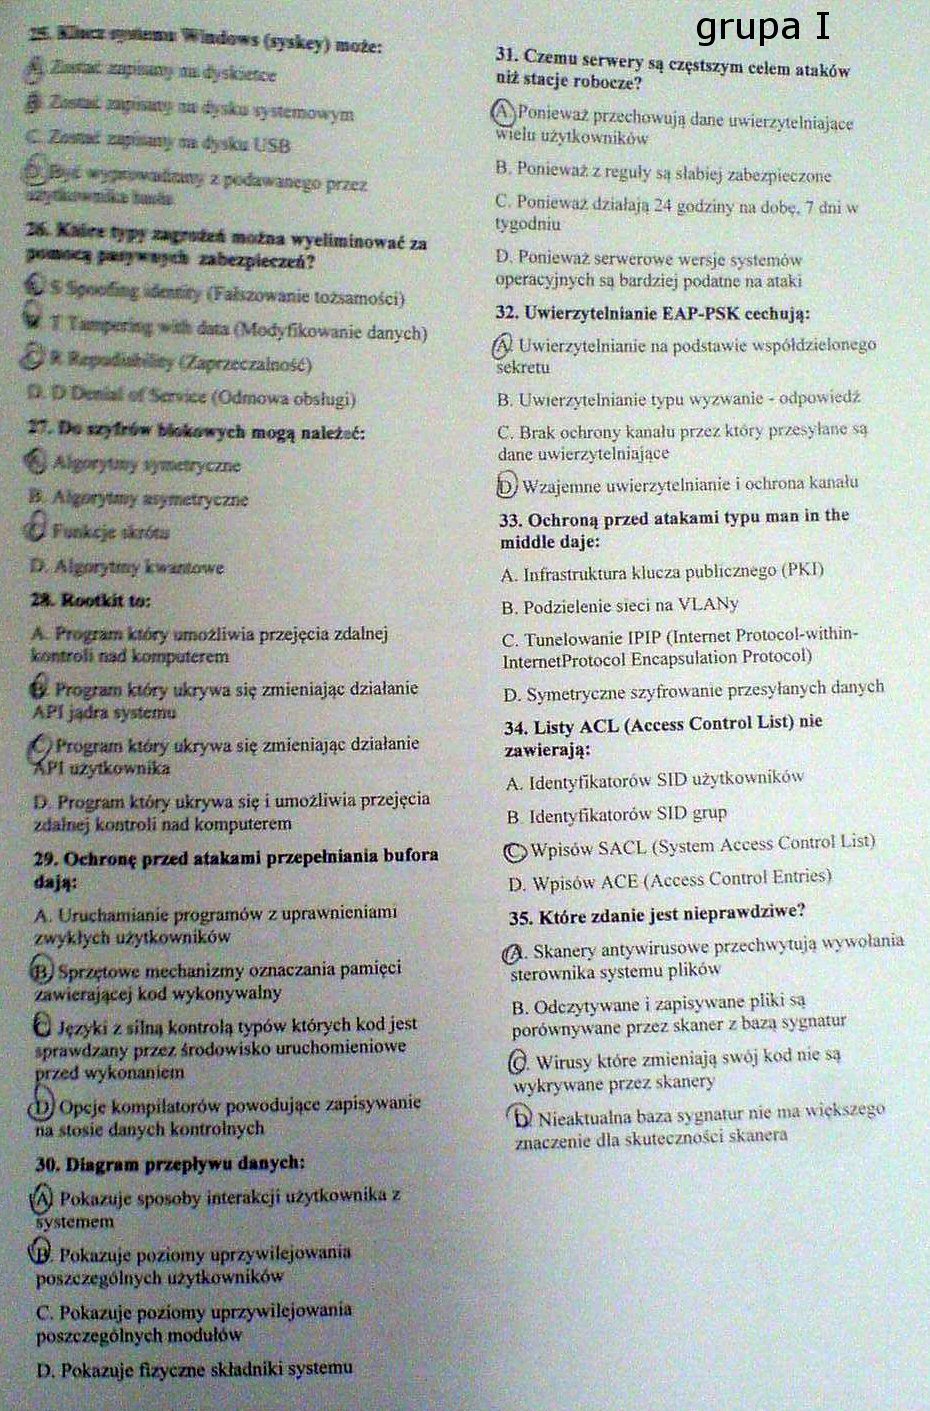 grupa I
25. Klucz systemu Windows (syskey) może:
A. Zostać zapisany na dyskietce
B. Zostać zapisany na dysku systemowym
C. Zostać zapisany na dysku USB
D. Być wyprowadzany z podawanego przez
użytkownika hasła
26. Które typy zagrożeń można wyeliminować za
pomocą pasywnych zabezpieczeń?
S Spoofing identity (Fałszowanie tożsamości)
T Tampering with data (Modyfikowanie danych)
C. R Repudiability (Zaprzeczalność)
D. D Denial of Service (Odmowa obsługi)
27. Do szyfrów blokowych mogą należeć:
A. Algorytmy symetryczne
B. Algorytmy asymetryczne
C. Funkcje skrótu
D. Algorytmy kwantowe
28. Rootkit to:
A. Program który umożliwia przejęcia zdalnej
kontroli nad komputerem
B. Program który ukrywa się zmieniając działanie
API jądra systemu
C. Program który ukrywa się zmieniając działanie
API użytkownika
D. Program który ukrywa się i umożliwia przejęcia
zdalnej kontroli nad komputerem
29. Ochronę przed atakami przepełniania bufora
dają:
A. Uruchamianie programów z uprawnieniami
zwykłych użytkowników
B. Sprzętowe mechanizmy oznaczania pamięci
zawierającej kod wykonywalny
C. Języki z silną kontrolą typów których kod jest
sprawdzany przez środowisko uruchomieniowe
przed wykonaniem
D. Opcje kompilatorów powodujące zapisywanie
na stosie danych kontrolnych
30. Diagram przepływu danych:
A. Pokazuje sposoby interakcji użytkownika z
systemem
B. Pokazuje poziomy uprzywilejowania
poszczególnych użytkowników
C. Pokazuje poziomy uprzywilejowania
poszczególnych modułów
D. Pokazuje fizyczne składniki systemu
31. Czemu serwery są częstszym celem ataków
niż stacje robocze?
A. Ponieważ przechowują dane uwierzytelniające
wielu użytkowników
B. Ponieważ z reguły są słabiej zabezpieczone
C. Ponieważ działają 24 godziny na dobę, 7 dni w
tygodniu
D. Ponieważ serwerowe wersje systemów
operacyjnych są bardziej podatne na ataki
32. Uwierzytelnianie EAP-PSK cechują:
A. Uwierzytelnianie na podstawie współdzielonego
sekretu
B. Uwierzytelnianie typu wyzwanie - odpowiedź
C. Brak ochrony kanału przez który przesyłane są
dane uwierzytelniające
D. Wzajemne uwierzytelnianie i ochrona kanału
33. Ochroną przed atakami typu man in the
middle daje:
A. Infrastruktura klucza publicznego (PKI)
B. Podzielenie sieci na VLANy
C. Tunelowanie IPIP (Internet Protocol-within-
InternetProtocol Encapsulation Protocol)
D. Symetryczne szyfrowanie przesyłanych danych
34. Listy ACL (Access Control List) nie
zawierają:
A. Identyfikatorów SID użytkowników
B Identyfikatorów SID grup
C. Wpisów SACL (System Access Control List)
D. Wpisów ACE (Access Control Entries)
35. Które zdanie jest nieprawdziwe?
A. Skanery antywirusowe przechwytują wywołania
sterownika systemu plików
B. Odczytywane i zapisywane pliki są
porównywane przez skaner z bazą sygnatur
C. Wirusy które zmieniają swój kod nie są
wykrywane przez skanery
D. Nieaktualna baza sygnatur nie ma większego
znaczenie dla skuteczności skanera